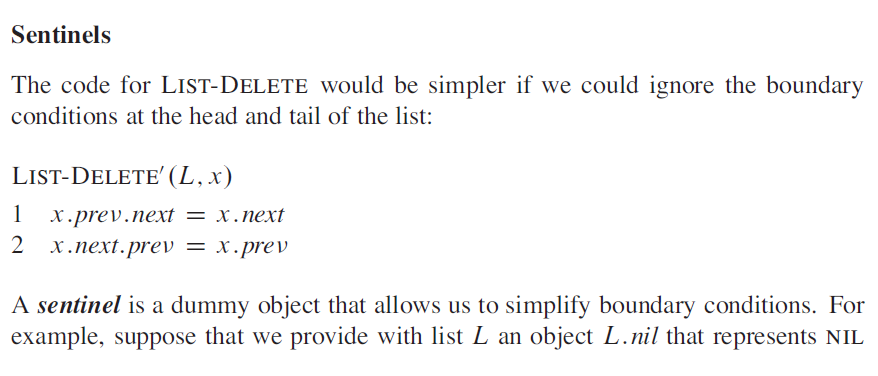 Sentinels
The code for LIST-DELETE would be simpler if we could ignore the boundary
conditions at the head and tail of the list:
LIST-DELETE′(L, x)
1 x.prev.next = x.next
2 x.next.prev = x.prev
A sentinel is a dummy object that allows us to simplify boundary conditions. For
example, suppose that we provide with list L an object L.nil that represents NIL